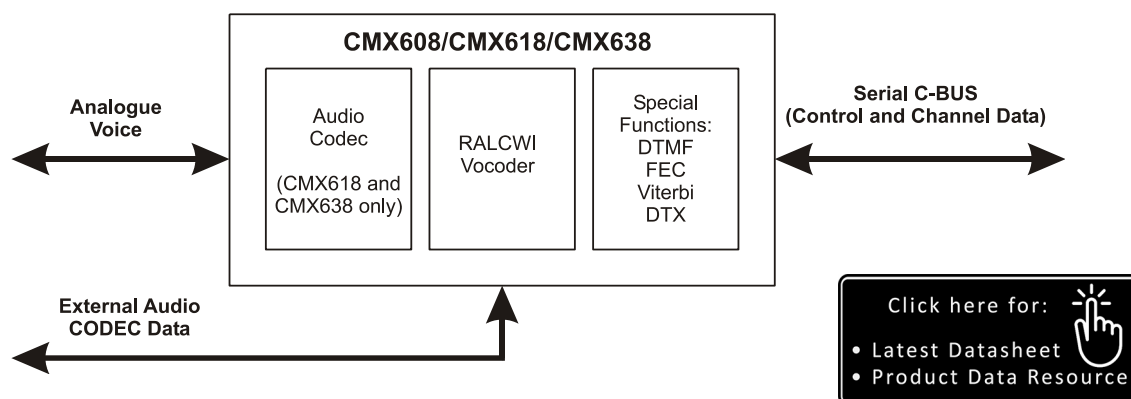 CMX608/CMX618/CMX638
Analogue
Voice
Audio
Codec
(CMX618 and
CMX638 only)
RALCWI
Vocoder
Special
Functions:
DTMF
FEC
Viterbi
DTX
Serial C-BUS
(Control and Channel Data)
External Audio
CODEC Data
Click here for:
• Latest Datasheet
• Product Data Resource